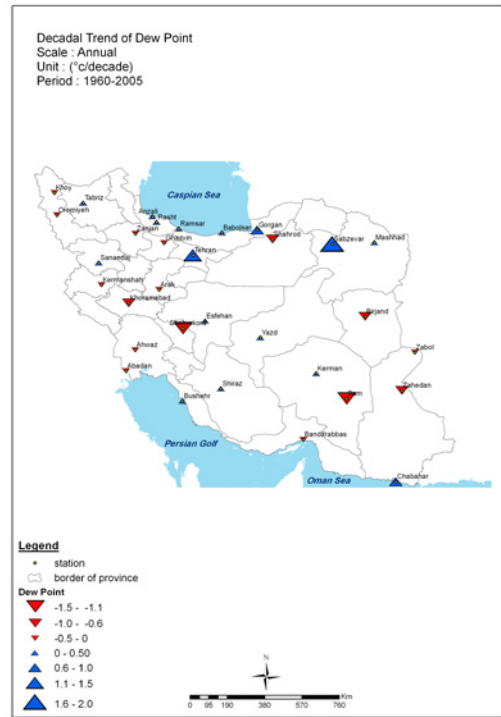 Decadal Trend of Dew Point
Scale : Annual
Unit : (°c/decade)
Period : 1960-2005
Caspian Sea
Khoy
Tabriz
Oromiyeh
Anzali
Rasht
Zanjan
Ramsar
Ghazvin
Babolsar
Gorgan
Shahrod
Tehran
Sabzevar
Mashhad
Sanandaj
Kermanshah
Arak
Khoramabad
Esfehan
Birjand
Yazd
Ahwaz
Zabol
Abadan
Shiraz
Kerman
Bam
Zahedan
Bushehr
Bandarabbas
Persian Golf
Oman Sea
Chabahar
Legend
station
border of province
Dew Point
-1.5 - -1.1
-1.0 - -0.6
-0.5 - 0
0 - 0.50
0.6 - 1.0
1.1 - 1.5
1.6 - 2.0
N
Km
0 95 190 380 570 760